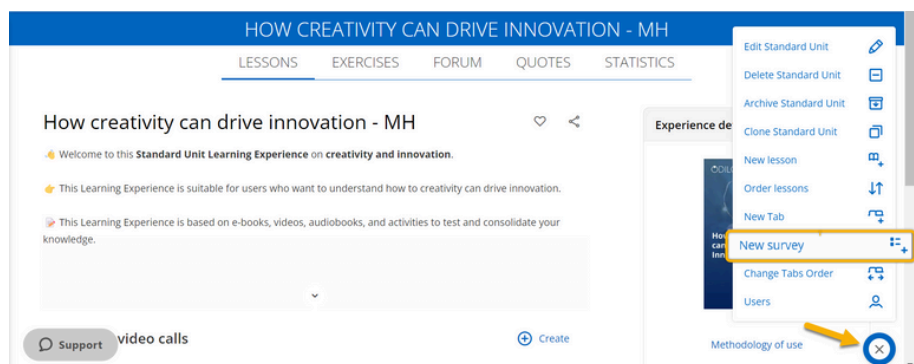 HOW CREATIVITY CAN DRIVE INNOVATION - MH
LESSONS EXERCISES FORUM QUOTES STATISTICS
How creativity can drive innovation - MH
👋 Welcome to this Standard Unit Learning Experience on creativity and innovation.
👉 This Learning Experience is suitable for users who want to understand how to creativity can drive innovation.
📝 This Learning Experience is based on e-books, videos, audiobooks, and activities to test and consolidate your
knowledge.
video calls
Create
Support
Experience de
ODIL
How
can
Inn
Methodology of use
Edit Standard Unit
Delete Standard Unit
Archive Standard Unit
Clone Standard Unit
New lesson
Order lessons
New Tab
New survey
Change Tabs Order
Users